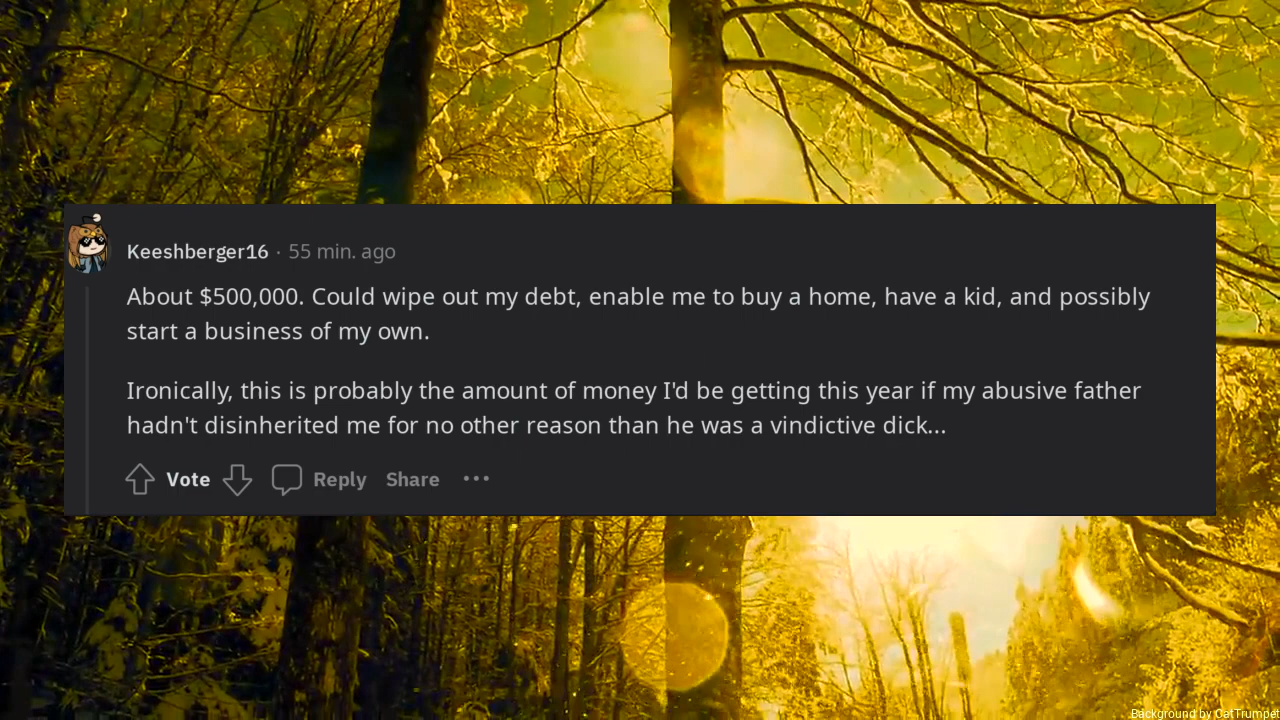 Keeshberger16 · 55 min. ago
About $500,000. Could wipe out my debt, enable me to buy a home, have a kid, and possibly
start a business of my own.
Ironically, this is probably the amount of money I'd be getting this year if my abusive father
hadn't disinherited me for no other reason than he was a vindictive dick...
Vote Reply Share
Background by CatTrumpet